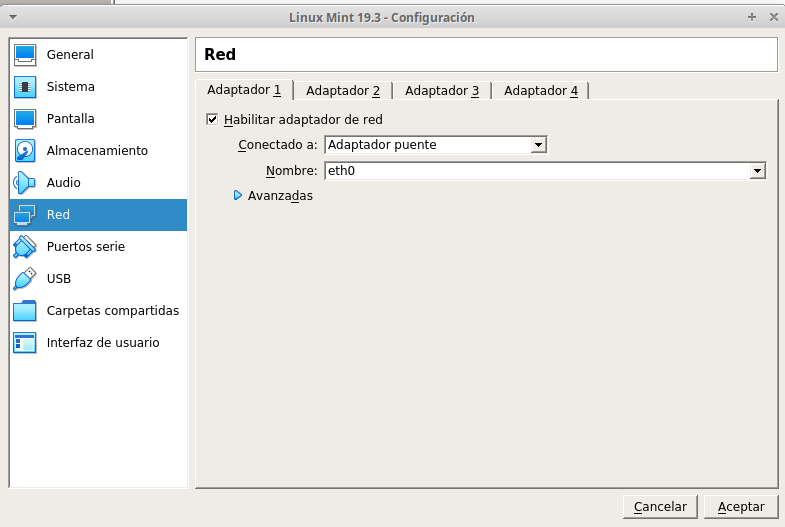 Linux Mint 19.3 - Configuración
General
Sistema
Pantalla
Almacenamiento
Audio
Red
Puertos serie
USB
Carpetas compartidas
Interfaz de usuario
Red
Adaptador 1 Adaptador 2 Adaptador 3 Adaptador 4
Habilitar adaptador de red
Conectado a: Adaptador puente
Nombre: eth0
Avanzadas
Cancelar Aceptar